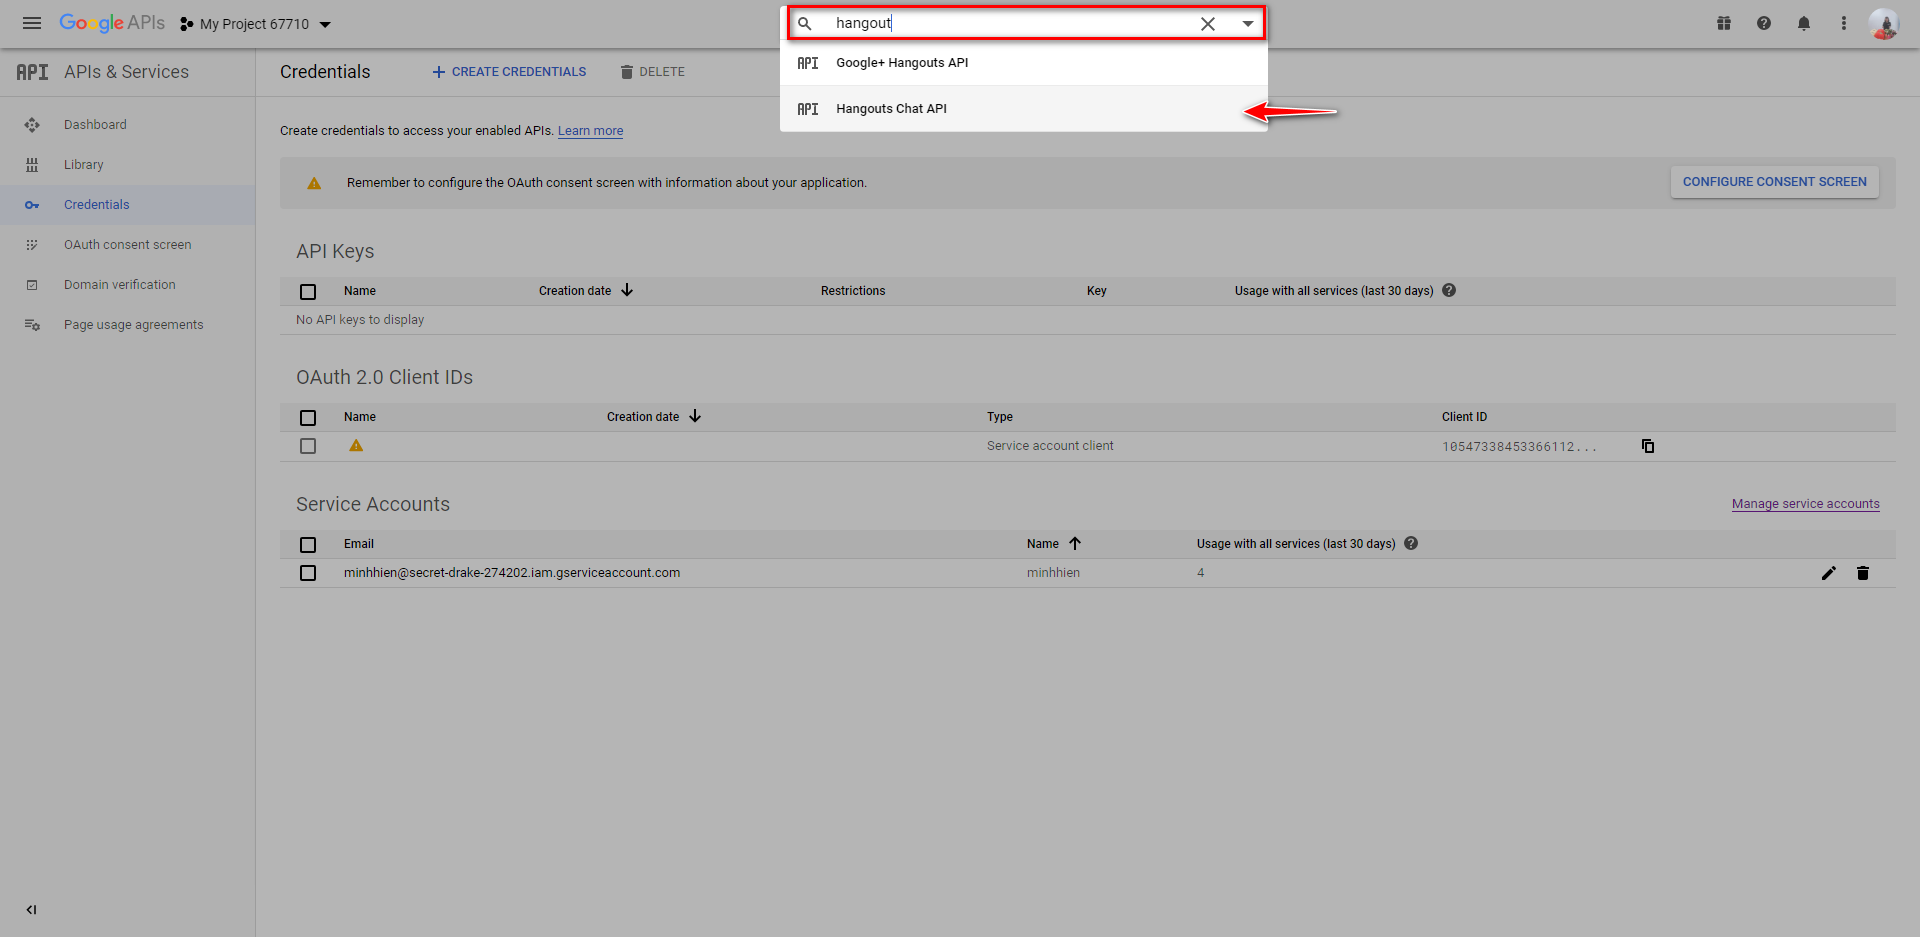 Google APIs My Project 67710 hangout
API Google+ Hangouts API
API Hangouts Chat API
API APIs & Services
Dashboard
Library
Credentials
OAuth consent screen
Domain verification
Page usage agreements
Credentials CREATE CREDENTIALS DELETE
Create credentials to access your enabled APIs. Learn more
Remember to configure the OAuth consent screen with information about your application. CONFIGURE CONSENT SCREEN
API Keys
Name Creation date Restrictions Key Usage with all services (last 30 days)
No API keys to display
OAuth 2.0 Client IDs
Name Creation date Type Client ID
Service account client 10547338453366112...
Service Accounts Manage service accounts
Email Name Usage with all services (last 30 days)
minhhien@secret-drake-274202.iam.gserviceaccount.com minhhien 4